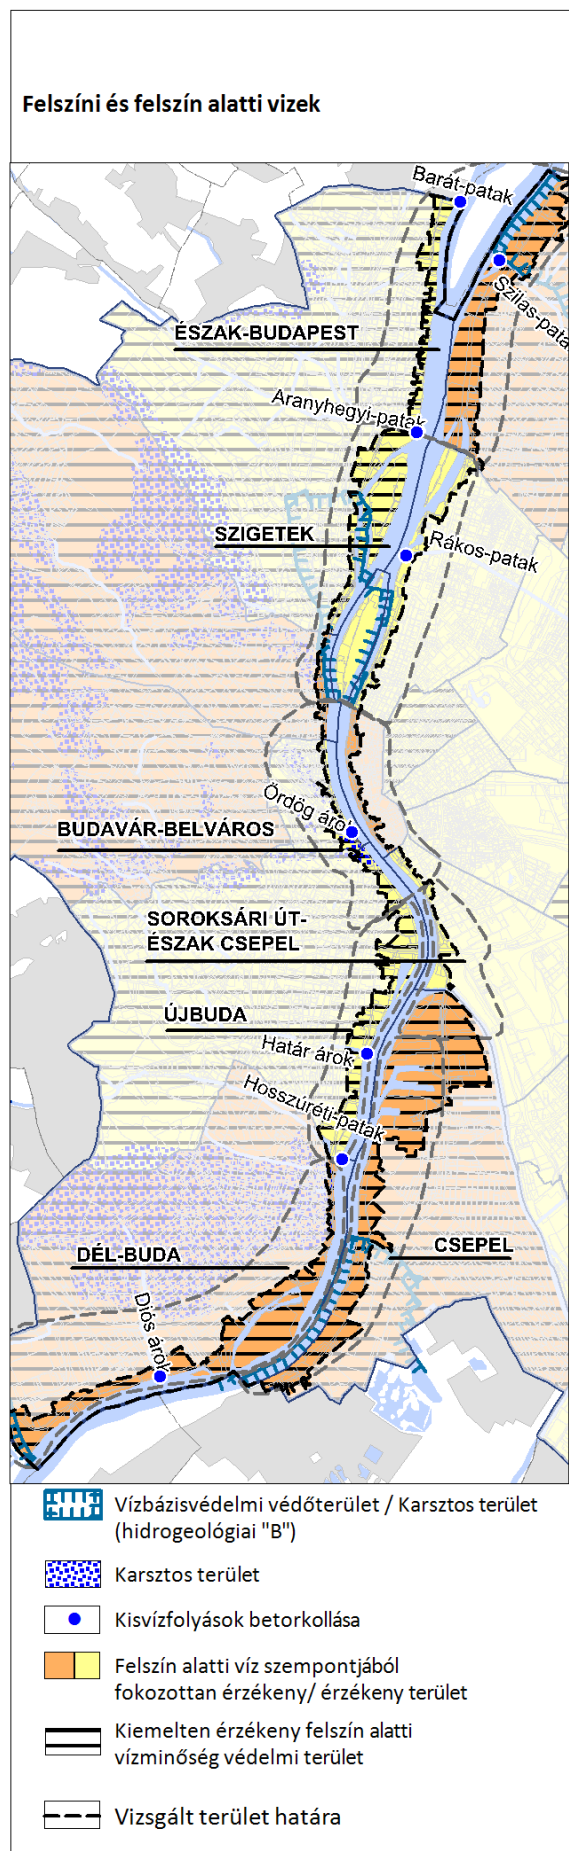 Felszíni és felszín alatti vizek
Barát-patak
Szilas-patak
ÉSZAK-BUDAPEST
Aranyhegyi-patak
SZIGETEK
Rákos-patak
Ördög árok
BUDAVÁR-BELVÁROS
SOROKSÁRI ÚT-
ÉSZAK CSEPEL
ÚJBUDA
Határ árok
Hosszúréti-patak
CSEPEL
DÉL-BUDA
Diós árok
Vízbázisvédelmi védőterület / Karsztos terület
(hidrogeológiai "B")
Karsztos terület
Kisvízfolyások betorkollása
Felszín alatti víz szempontjából
fokozottan érzékeny/ érzékeny terület
Kiemelten érzékeny felszín alatti
vízminőség védelmi terület
Vizsgált terület határa